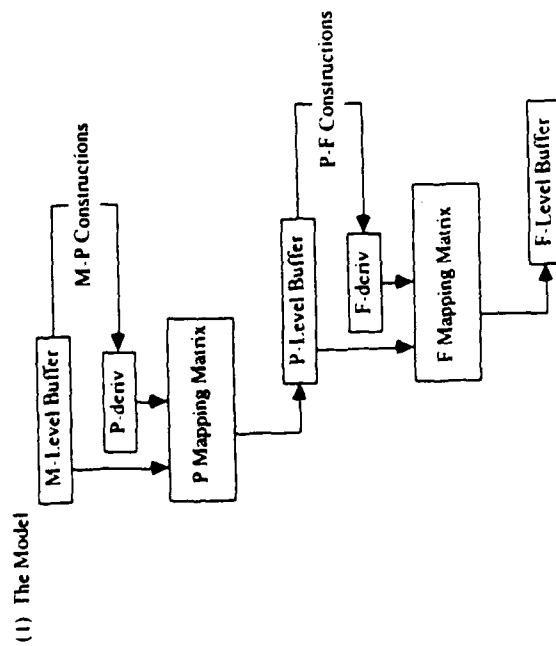 (1) The Model
M-Level Buffer
M-P Constructions
P-deriv
P Mapping Matrix
P-Level Buffer
P-F Constructions
F-deriv
F Mapping Matrix
F-Level Buffer